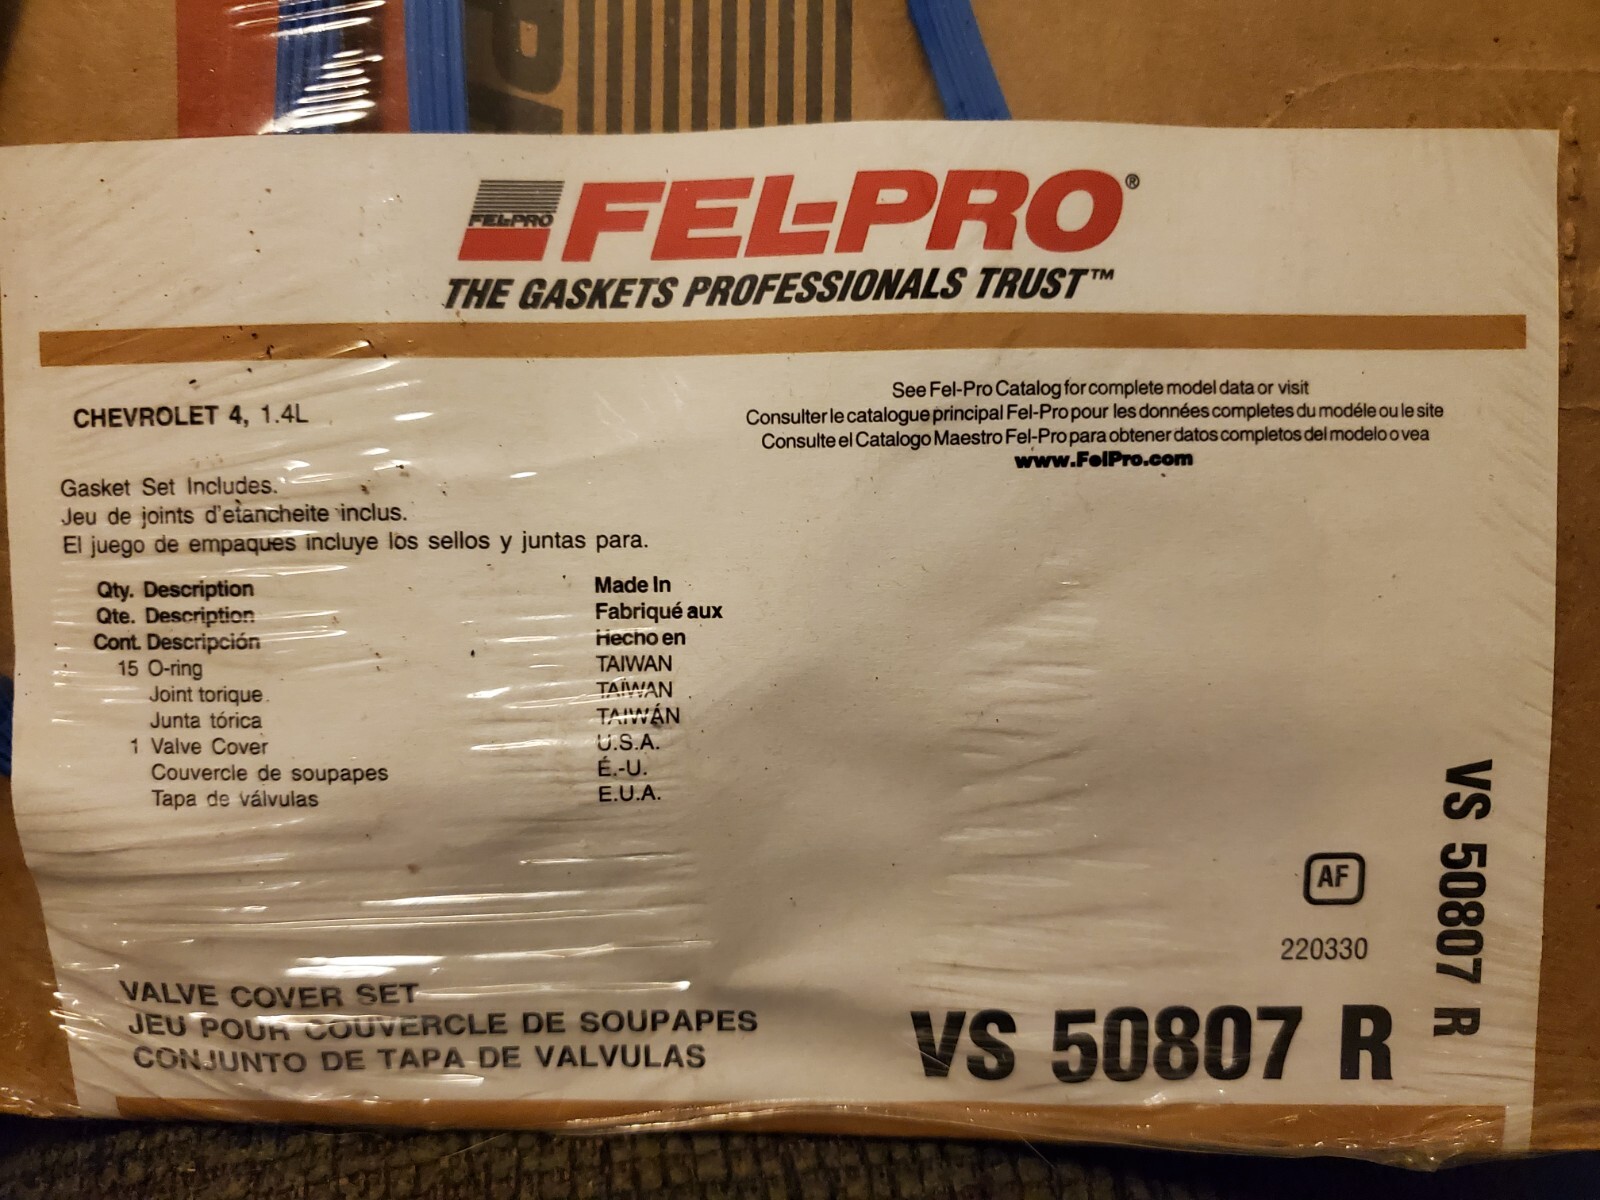 FEL-PRO FEL-PRO®
THE GASKETS PROFESSIONALS TRUST™
CHEVROLET 4, 1.4L
See Fel-Pro Catalog for complete model data or visit
Consulter le catalogue principal Fel-Pro pour les données completes du modéle ou le site
Consulte el Catalogo Maestro Fel-Pro para obtener datos completos del modelo o vea
www.FelPro.com
Gasket Set Includes.
Jeu de joints d'etancheite inclus.
El juego de empaques incluye los sellos y juntas para.
Qty. Description Made In
Qte. Description Fabriqué aux
Cont. Descripción Hecho en
15 O-ring TAIWAN
Joint torique TAÏWAN
Junta tórica TAIWÁN
1 Valve Cover U.S.A.
Couvercle de soupapes É.-U.
Tapa de válvulas E.U.A.
AF
220330
VALVE COVER SET
JEU POUR COUVERCLE DE SOUPAPES
CONJUNTO DE TAPA DE VALVULAS
VS 50807 R
VS 50807 R